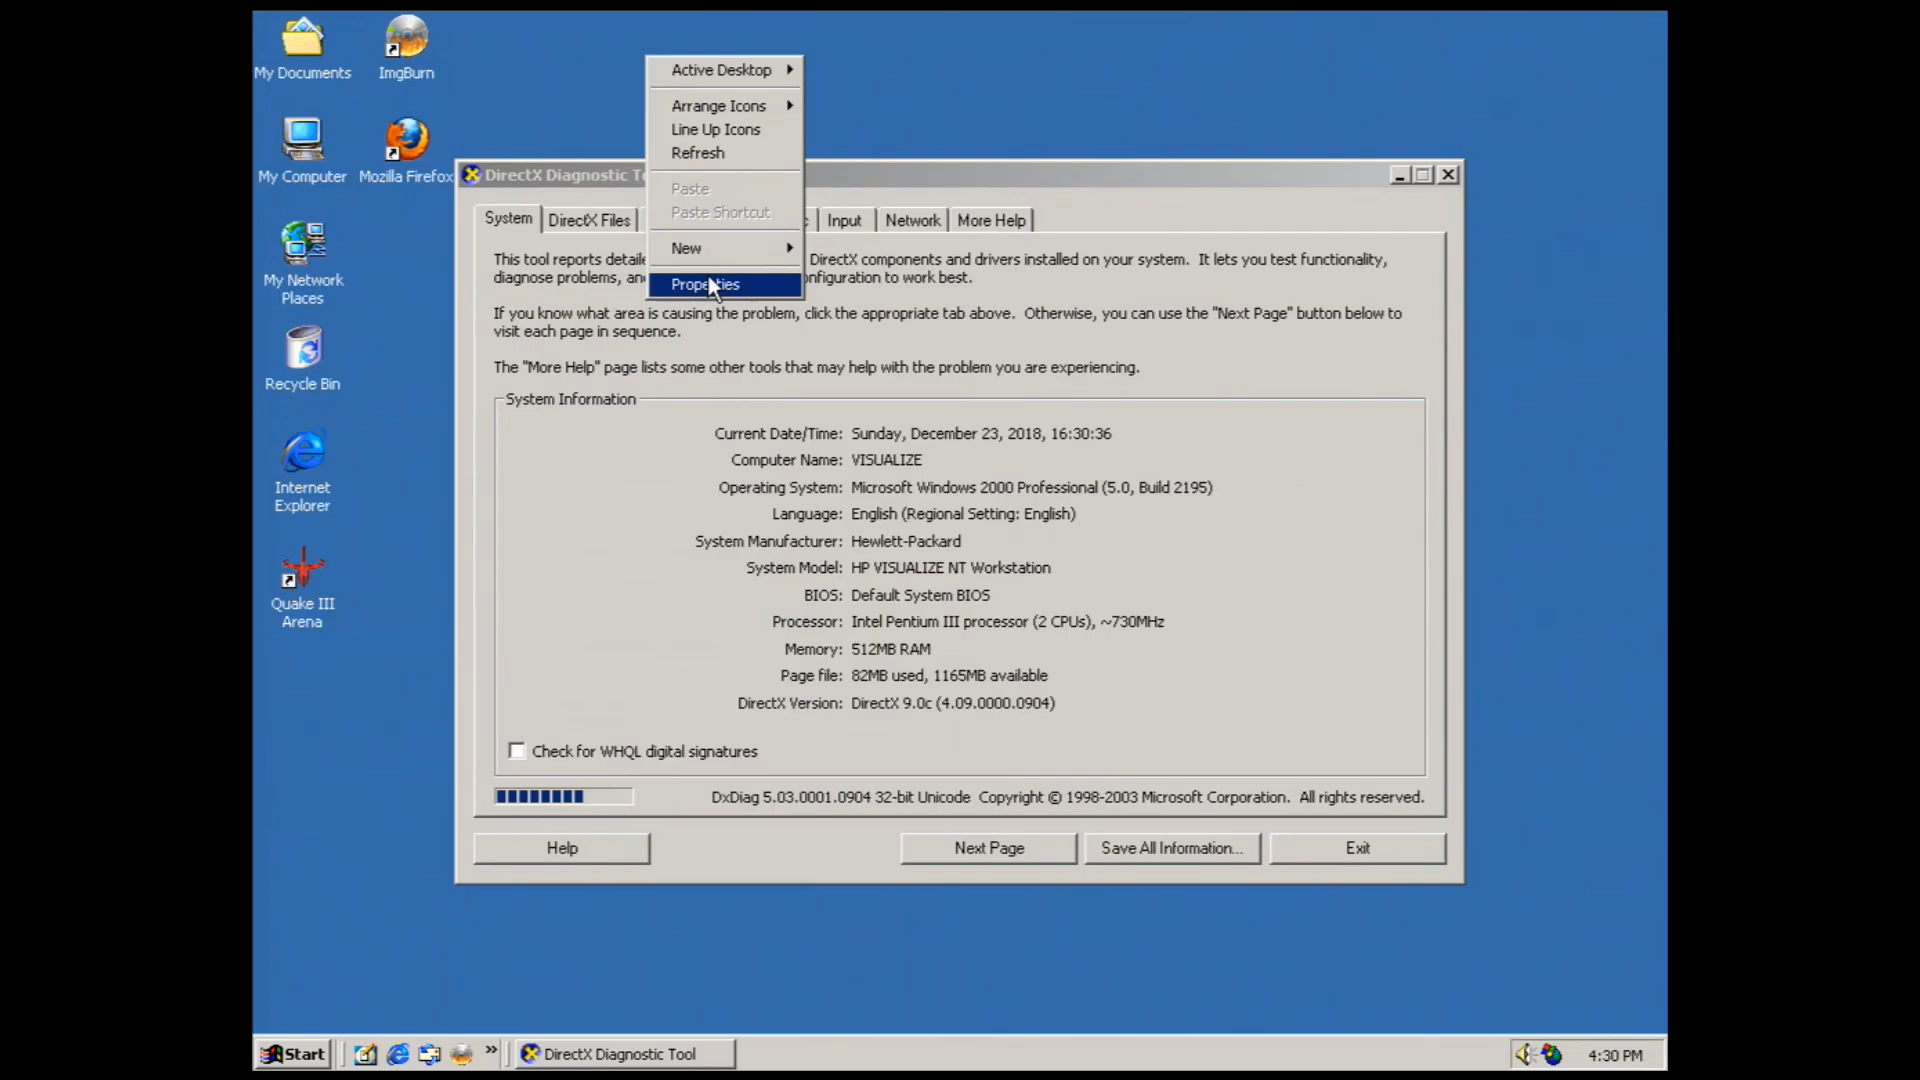 My Documents
ImgBurn
My Computer
Mozilla Firefox
My Network
Places
Recycle Bin
Internet
Explorer
Quake III
Arena
Active Desktop
Arrange Icons
Line Up Icons
Refresh
Paste
Paste Shortcut
New
Properties
DirectX Diagnostic
System
DirectX Files
Input
Network
More Help
This tool reports DirectX components and drivers installed on your system. It lets you test functionality,
diagnose problems, to work best.
If you know what area is causing the problem, click the appropriate tab above. Otherwise, you can use the "Next Page" button below to
visit each page in sequence.
The "More Help" page lists some other tools that may help with the problem you are experiencing.
System Information
Current Date/Time: Sunday, December 23, 2018, 16:30:36
Computer Name: VISUALIZE
Operating System: Microsoft Windows 2000 Professional (5.0, Build 2195)
Language: English (Regional Setting: English)
System Manufacturer: Hewlett-Packard
System Model: HP VISUALIZE NT Workstation
BIOS: Default System BIOS
Processor: Intel Pentium III processor (2 CPUs), ~730MHz
Memory: 512MB RAM
Page file: 82MB used, 1165MB available
DirectX Version: DirectX 9.0c (4.09.0000.0904)
Check for WHQL digital signatures
DxDiag 5.03.0001.0904 32-bit Unicode Copyright © 1998-2003 Microsoft Corporation. All rights reserved.
Help
Next Page
Save All Information...
Exit
Start
»
DirectX Diagnostic Tool
4:30 PM